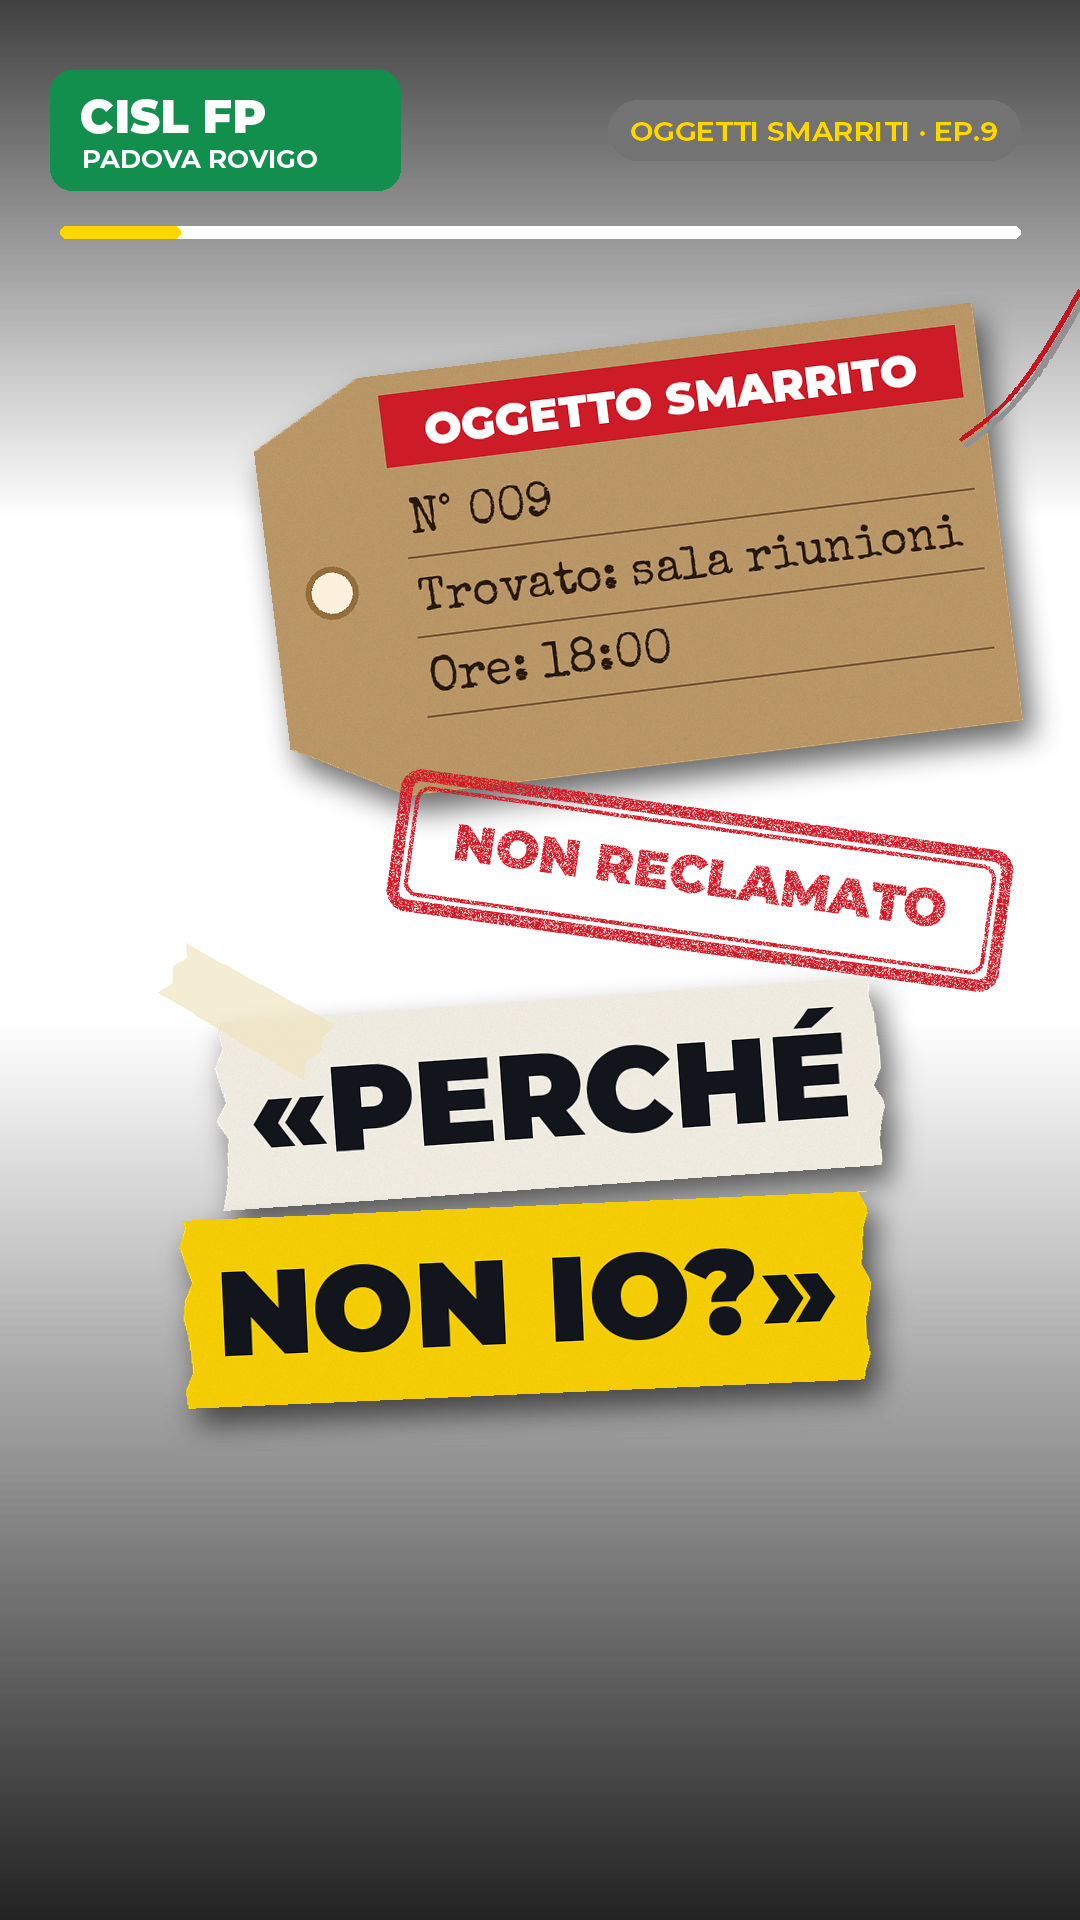 CISL FP
PADOVA ROVIGO
OGGETTI SMARRITI · EP.9
OGGETTO SMARRITO
N° 009
Trovato: sala riunioni
Ore: 18:00
NON RECLAMATO
«PERCHÉ
NON IO?»